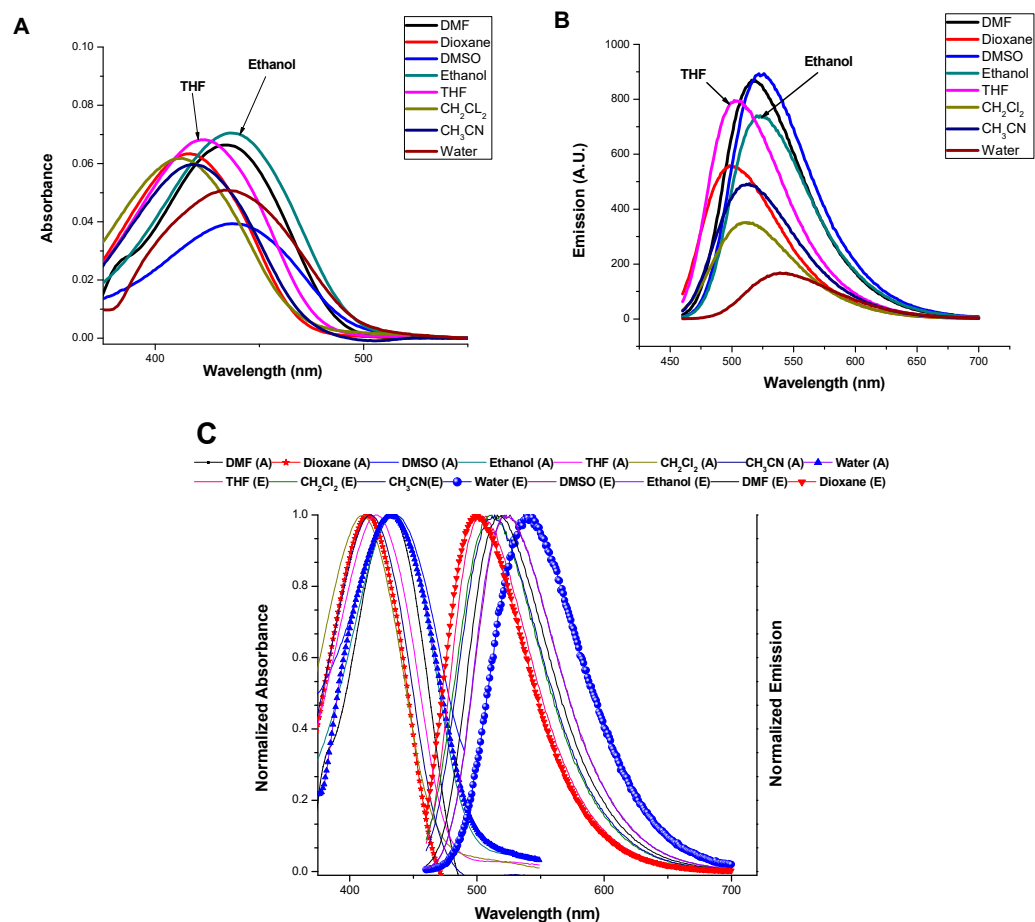 A
DMF
Dioxane
DMSO
Ethanol
THF
CH₂CL₂
CH₃CN
Water
THF
Ethanol
0.10
0.08
0.06
0.04
0.02
0.00
400
500
Absorbance
Wavelength (nm)
B
DMF
Dioxane
DMSO
Ethanol
THF
CH₂Cl₂
CH₃CN
Water
THF
Ethanol
1000
800
600
400
200
0
450
500
550
600
650
700
Emission (A.U.)
Wavelength (nm)
C
DMF (A) Dioxane (A) DMSO (A) Ethanol (A) THF (A) CH₂Cl₂ (A) CH₃CN (A) Water (A)
THF (E) CH₂Cl₂ (E) CH₃CN(E) Water (E) DMSO (E) Ethanol (E) DMF (E) Dioxane (E)
1.0
0.8
0.6
0.4
0.2
0.0
400
500
600
700
Normalized Absorbance
Normalized Emission
Wavelength (nm)